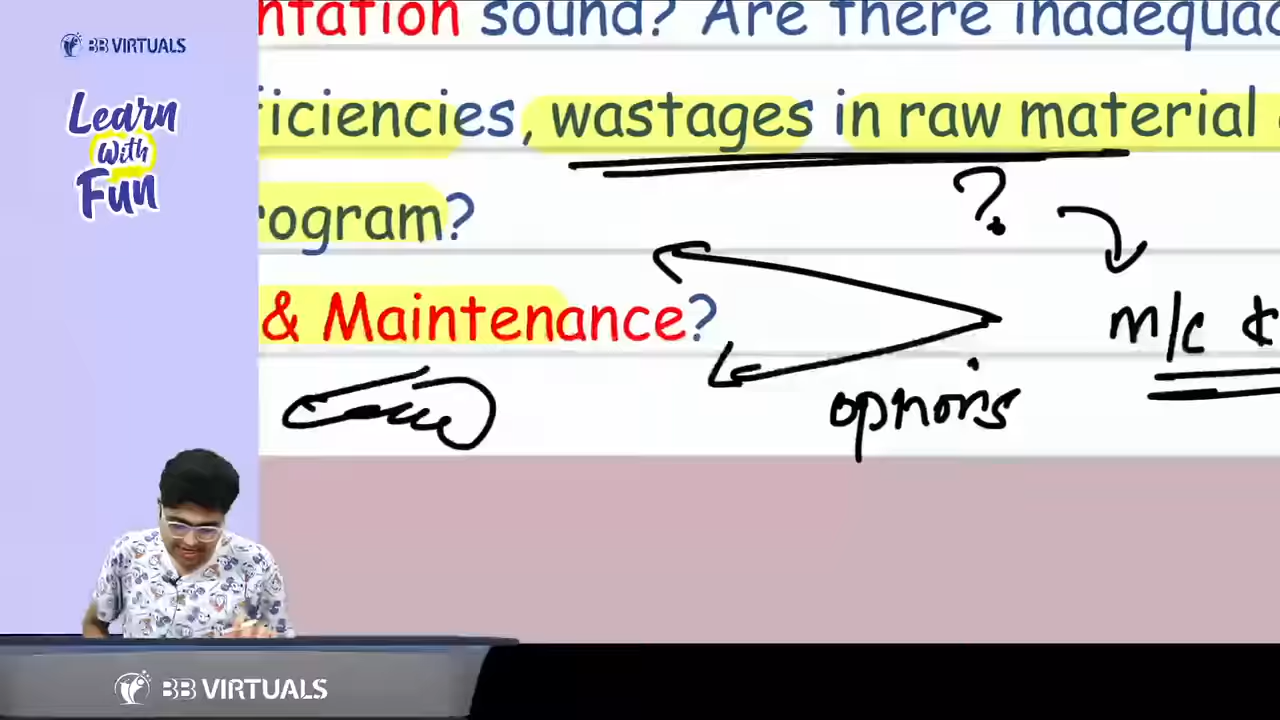 BB VIRTUALS
Learn
With
Fun
ntation sound? Are there inadequac
ficiencies, wastages in raw material
rogram?
?
& Maintenance?
m/c &
options
BB VIRTUALS